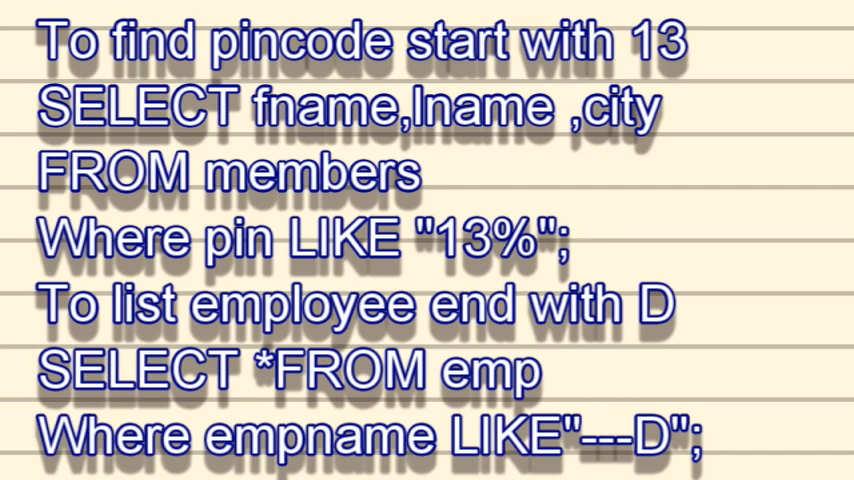 To find pincode start with 13
SELECT fname,lname ,city
FROM members
Where pin LIKE "13%";
To list employee end with D
SELECT *FROM emp
Where empname LIKE"---D";